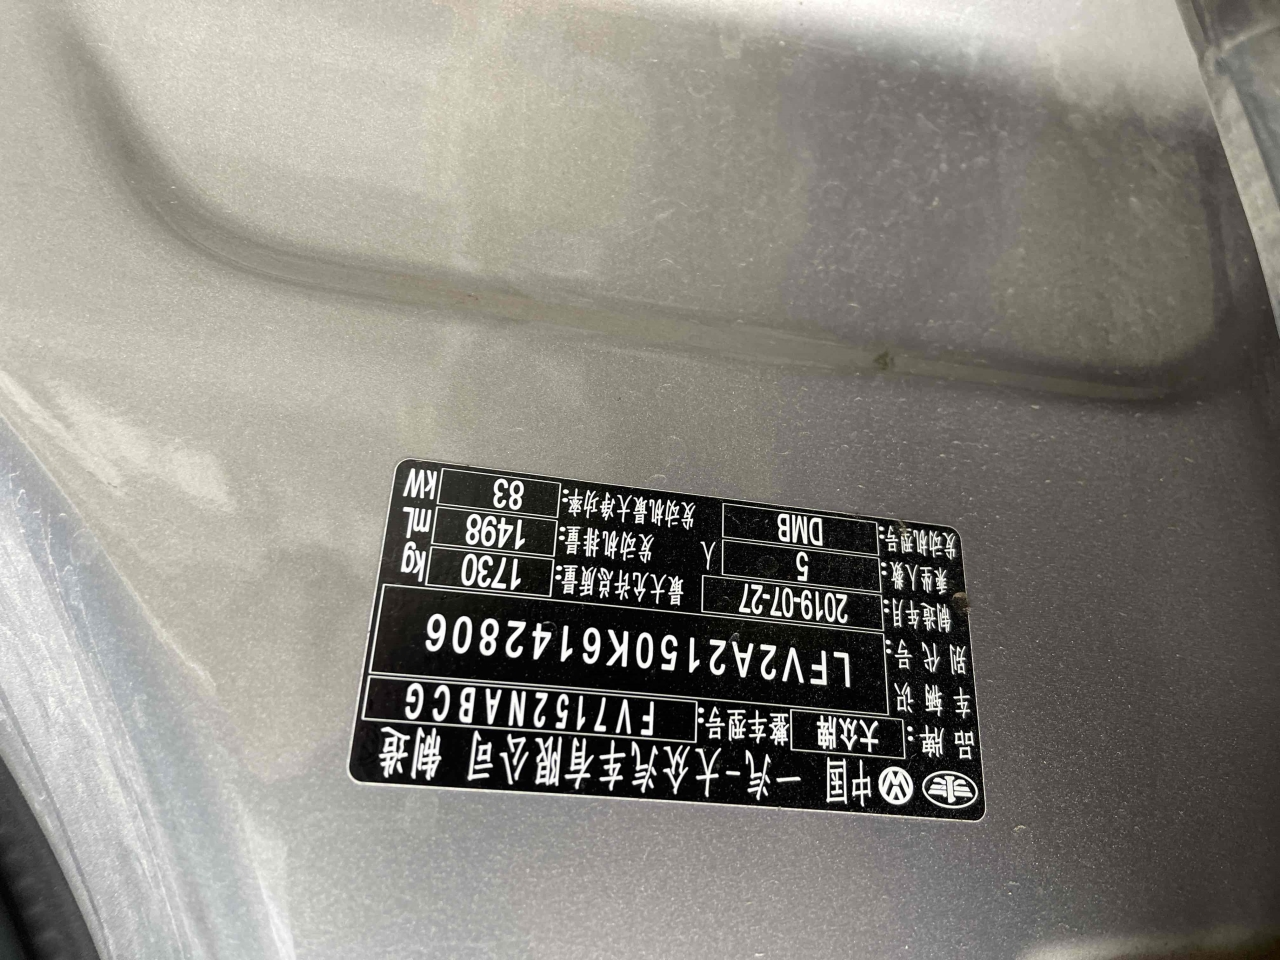 中国 一汽-大众汽车有限公司 制造
品牌: 大众牌 整车型号: FV7152NABCG
车辆识别代号: LFV2A2150K6142806
制造年月: 2019-07-27 最大允许总质量: 1730 kg
乘坐人数: 5 人 发动机排量: 1498 mL
发动机型号: DMB 发动机最大净功率: 83 kW